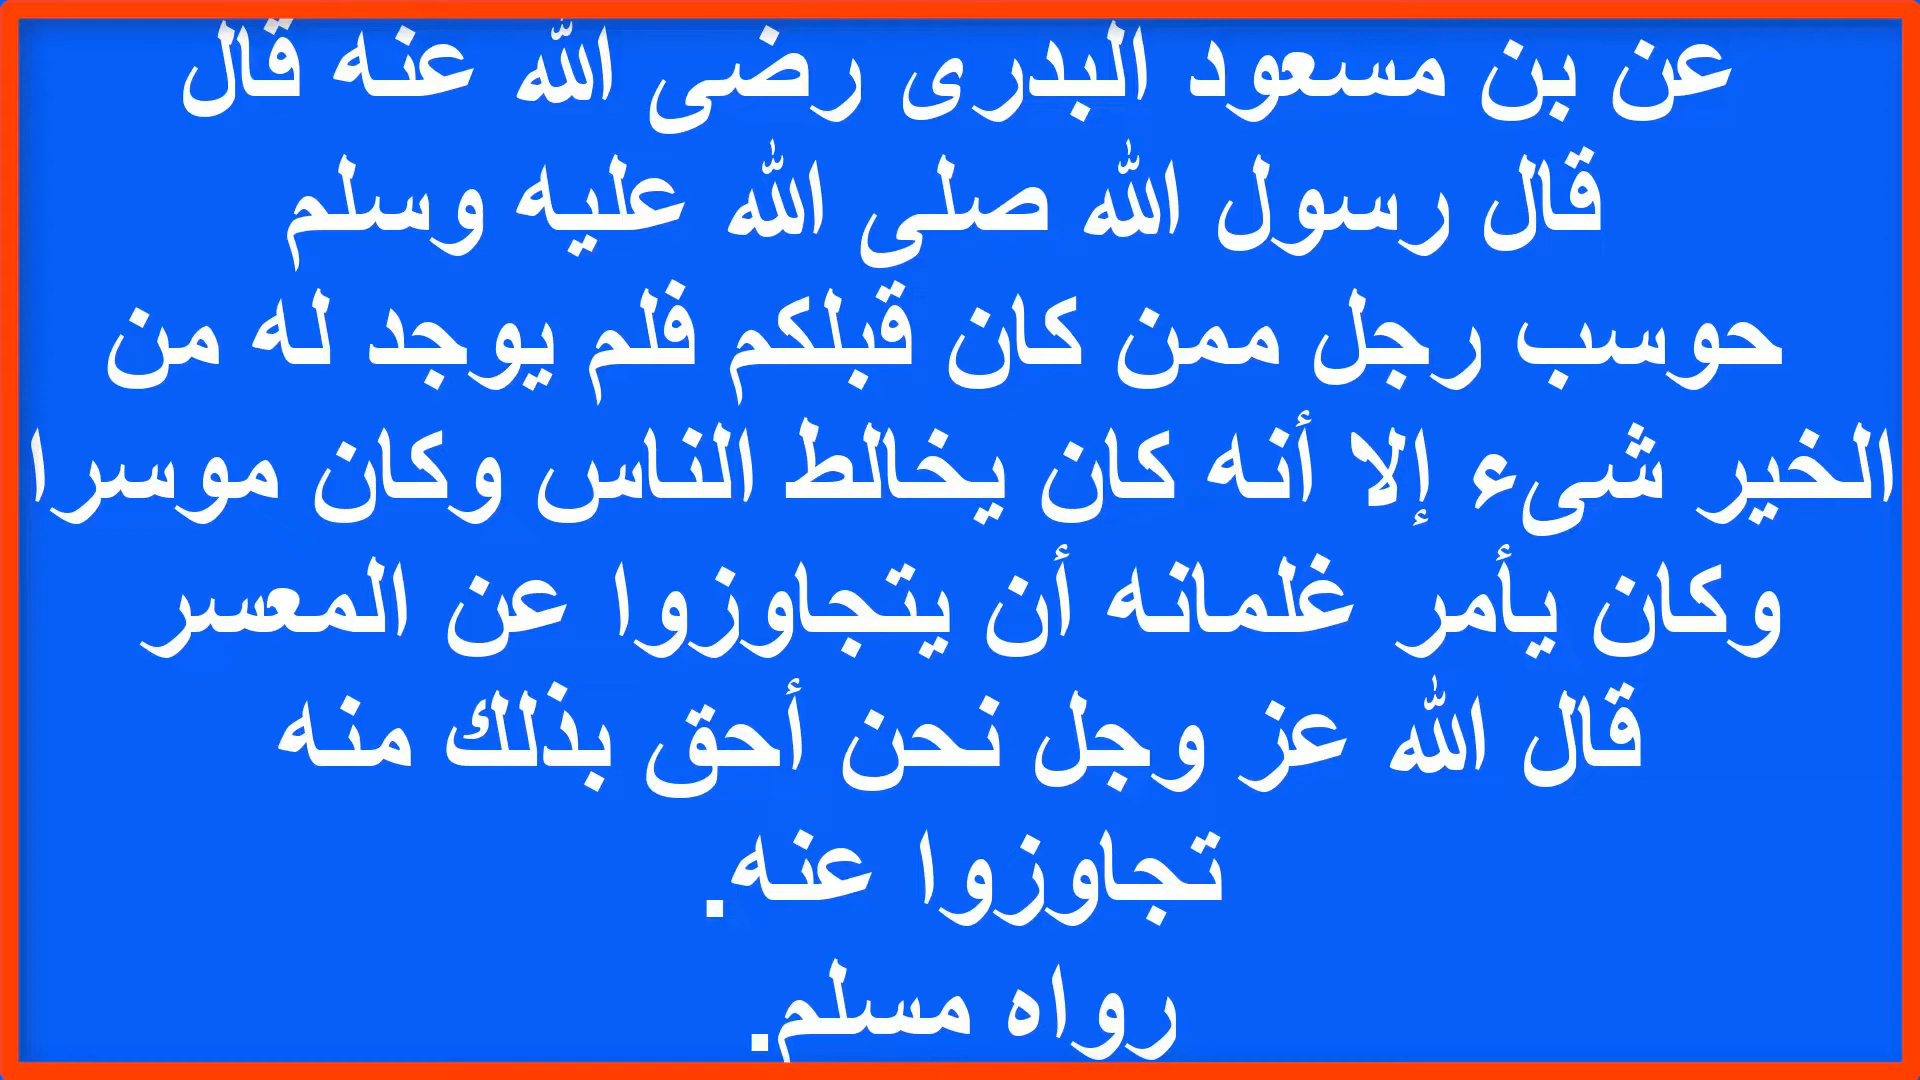 عن بن مسعود البدرى رضى الله عنه قال
قال رسول الله صلى الله عليه وسلم
حوسب رجل ممن كان قبلكم فلم يوجد له من
الخير شىء إلا أنه كان يخالط الناس وكان موسرا
وكان يأمر غلمانه أن يتجاوزوا عن المعسر
قال الله عز وجل نحن أحق بذلك منه
تجاوزوا عنه.
رواه مسلم.